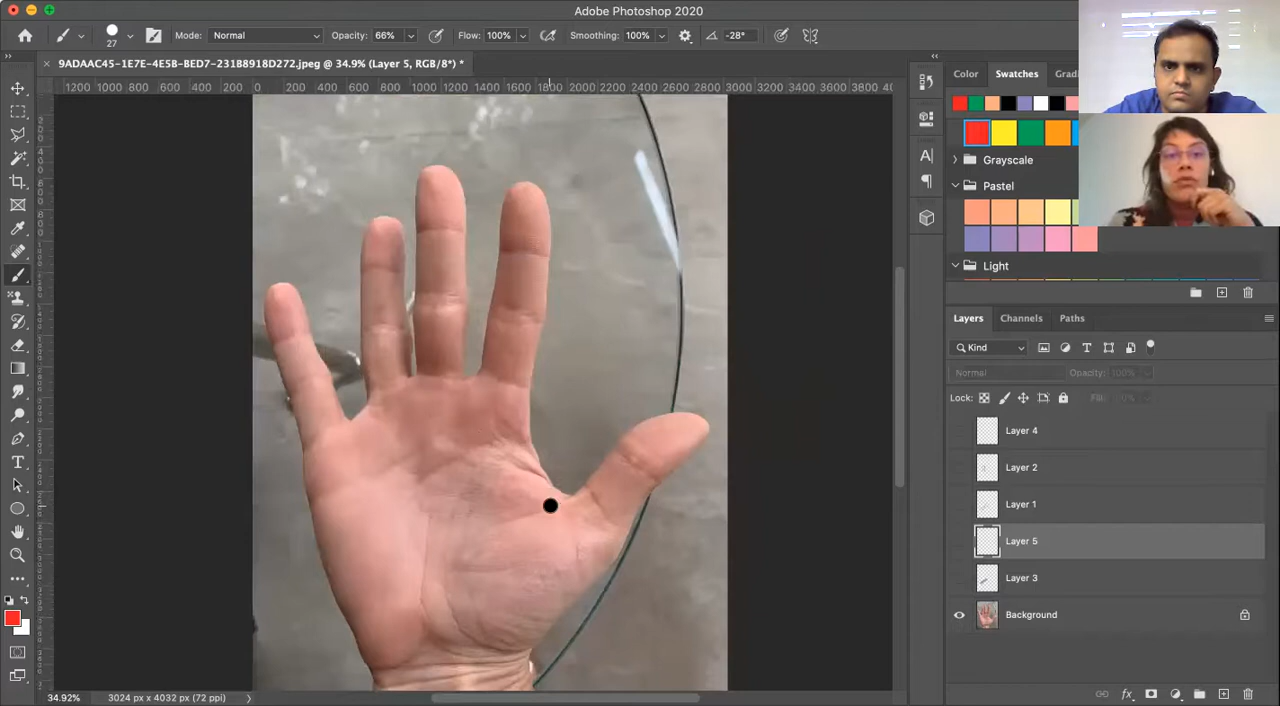 Adobe Photoshop 2020
27
Mode: Normal
Opacity: 66%
Flow: 100%
Smoothing: 100%
-28°
9ADAAC45-1E7E-4E5B-BED7-231B8918D272.jpeg @ 34.9% (Layer 5, RGB/8*) *
1200 1000 800 600 400 200 0 200 400 600 800 1000 1200 1400 1600 1800 2000 2200 2400 2600 2800 3000 3200 3400 3600 3800
Color Swatches
Grayscale
Pastel
Light
Layers Channels Paths
Kind
Normal Opacity: 100%
Lock: Fill:
Layer 4
Layer 2
Layer 1
Layer 5
Layer 3
Background
34.92% 3024 px x 4032 px (72 ppi)